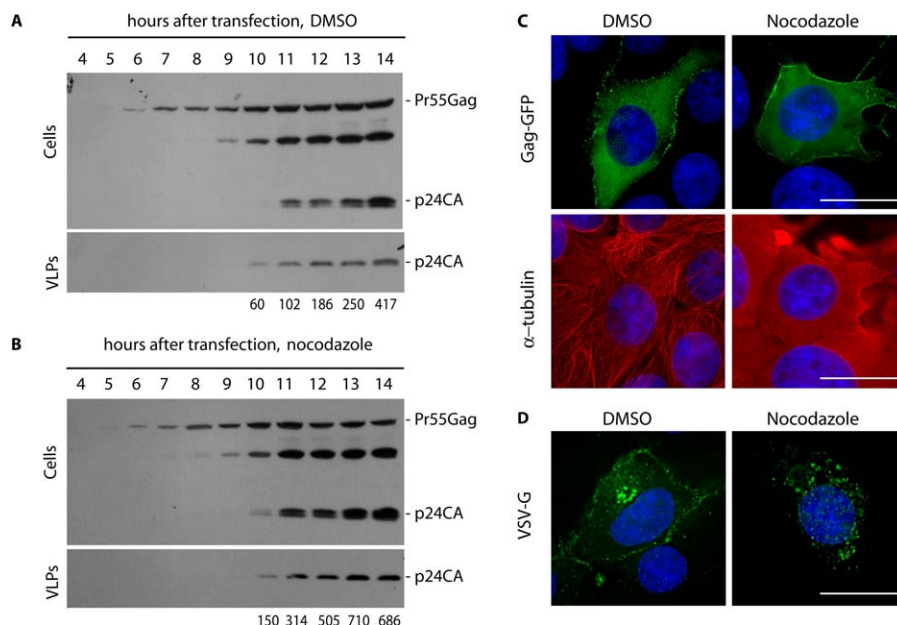 A
hours after transfection, DMSO
4 5 6 7 8 9 10 11 12 13 14
Cells
- Pr55Gag
- p24CA
VLPs
- p24CA
60 102 186 250 417
B
hours after transfection, nocodazole
4 5 6 7 8 9 10 11 12 13 14
Cells
- Pr55Gag
- p24CA
VLPs
- p24CA
150 314 505 710 686
C
DMSO Nocodazole
Gag-GFP
α–tubulin
D
DMSO Nocodazole
VSV-G